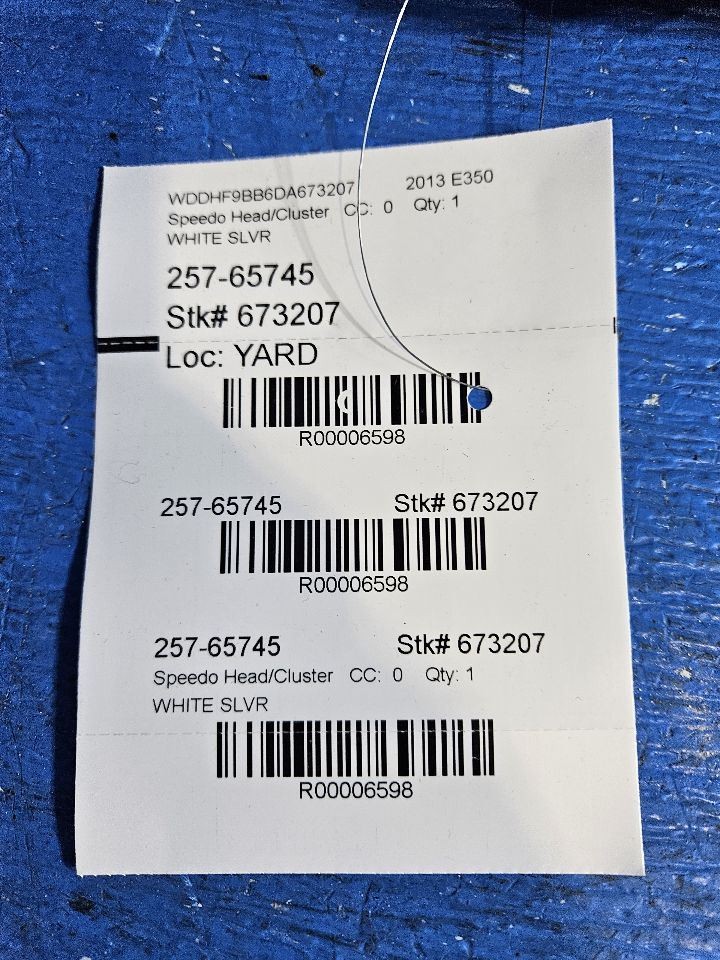 WDDHF9BB6DA673207 2013 E350
Speedo Head/Cluster CC: 0 Qty: 1
WHITE SLVR
257-65745
Stk# 673207
Loc: YARD
R00006598
257-65745 Stk# 673207
R00006598
257-65745 Stk# 673207
Speedo Head/Cluster CC: 0 Qty: 1
WHITE SLVR
R00006598